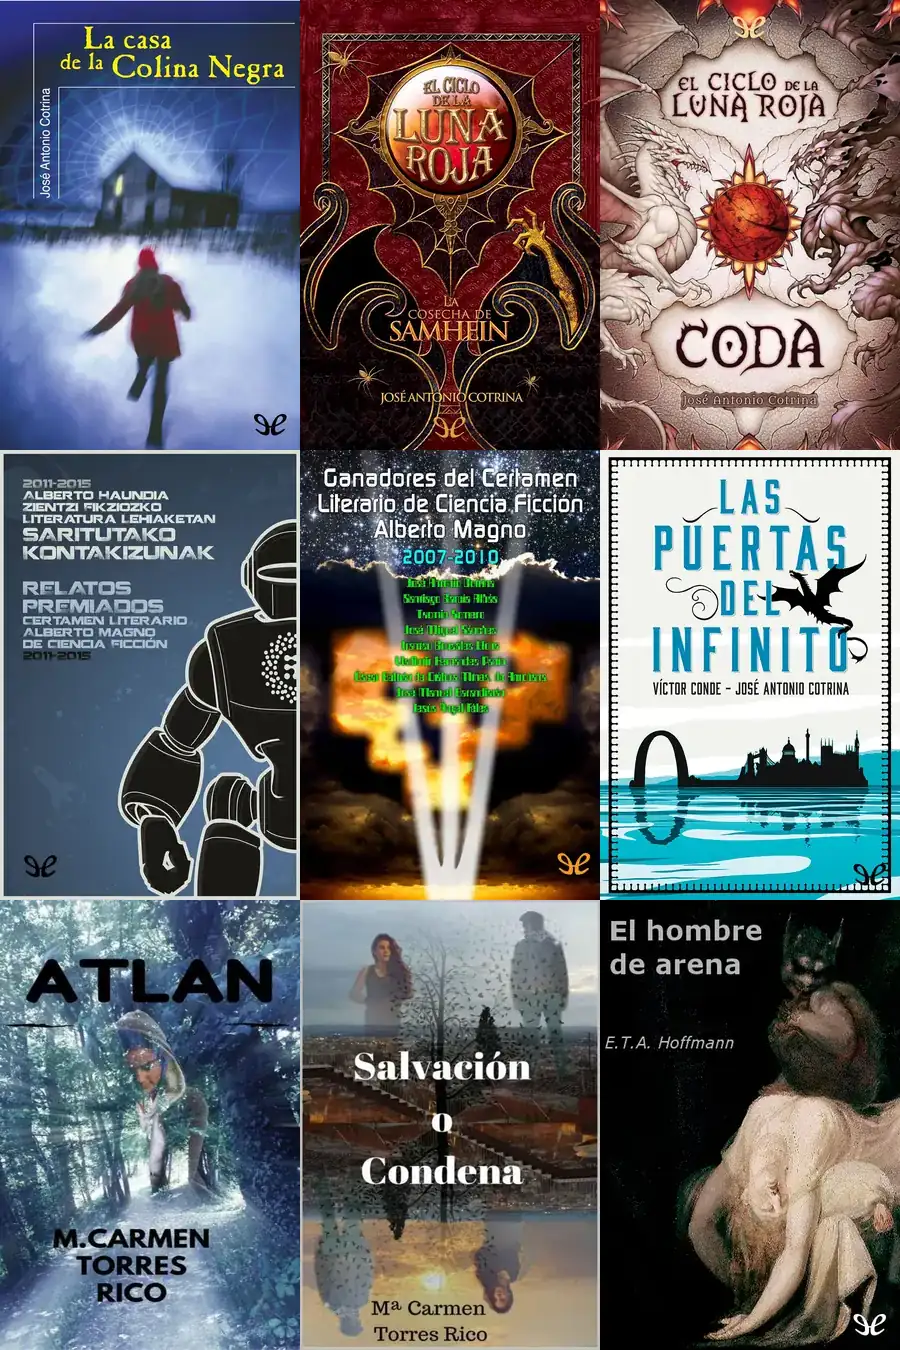 La casa
de la Colina Negra
José Antonio Cotrina
EL CICLO
DE LA
LUNA
ROJA
LA
COSECHA DE
SAMHEIN
JOSÉ ANTONIO COTRINA
EL CICLO DE LA
LUNA ROJA
CODA
José Antonio Cotrina
2011-2015
ALBERTO HAUNDIA
ZIENTZI FIKZIOZKO
LITERATURA LEHIAKETAN
SARITUTAKO
KONTAKIZUNAK
RELATOS
PREMIADOS
CERTAMEN LITERARIO
ALBERTO MAGNO
DE CIENCIA FICCIÓN
2011-2015
Ganadores del Certamen
Literario de Ciencia Ficción
Alberto Magno
2007-2010
LAS
PUERTAS
DEL
INFINITO
VÍCTOR CONDE - JOSÉ ANTONIO COTRINA
ATLAN
M.CARMEN
TORRES
RICO
Salvación
o
Condena
Mª Carmen
Torres Rico
El hombre
de arena
E.T.A. Hoffmann